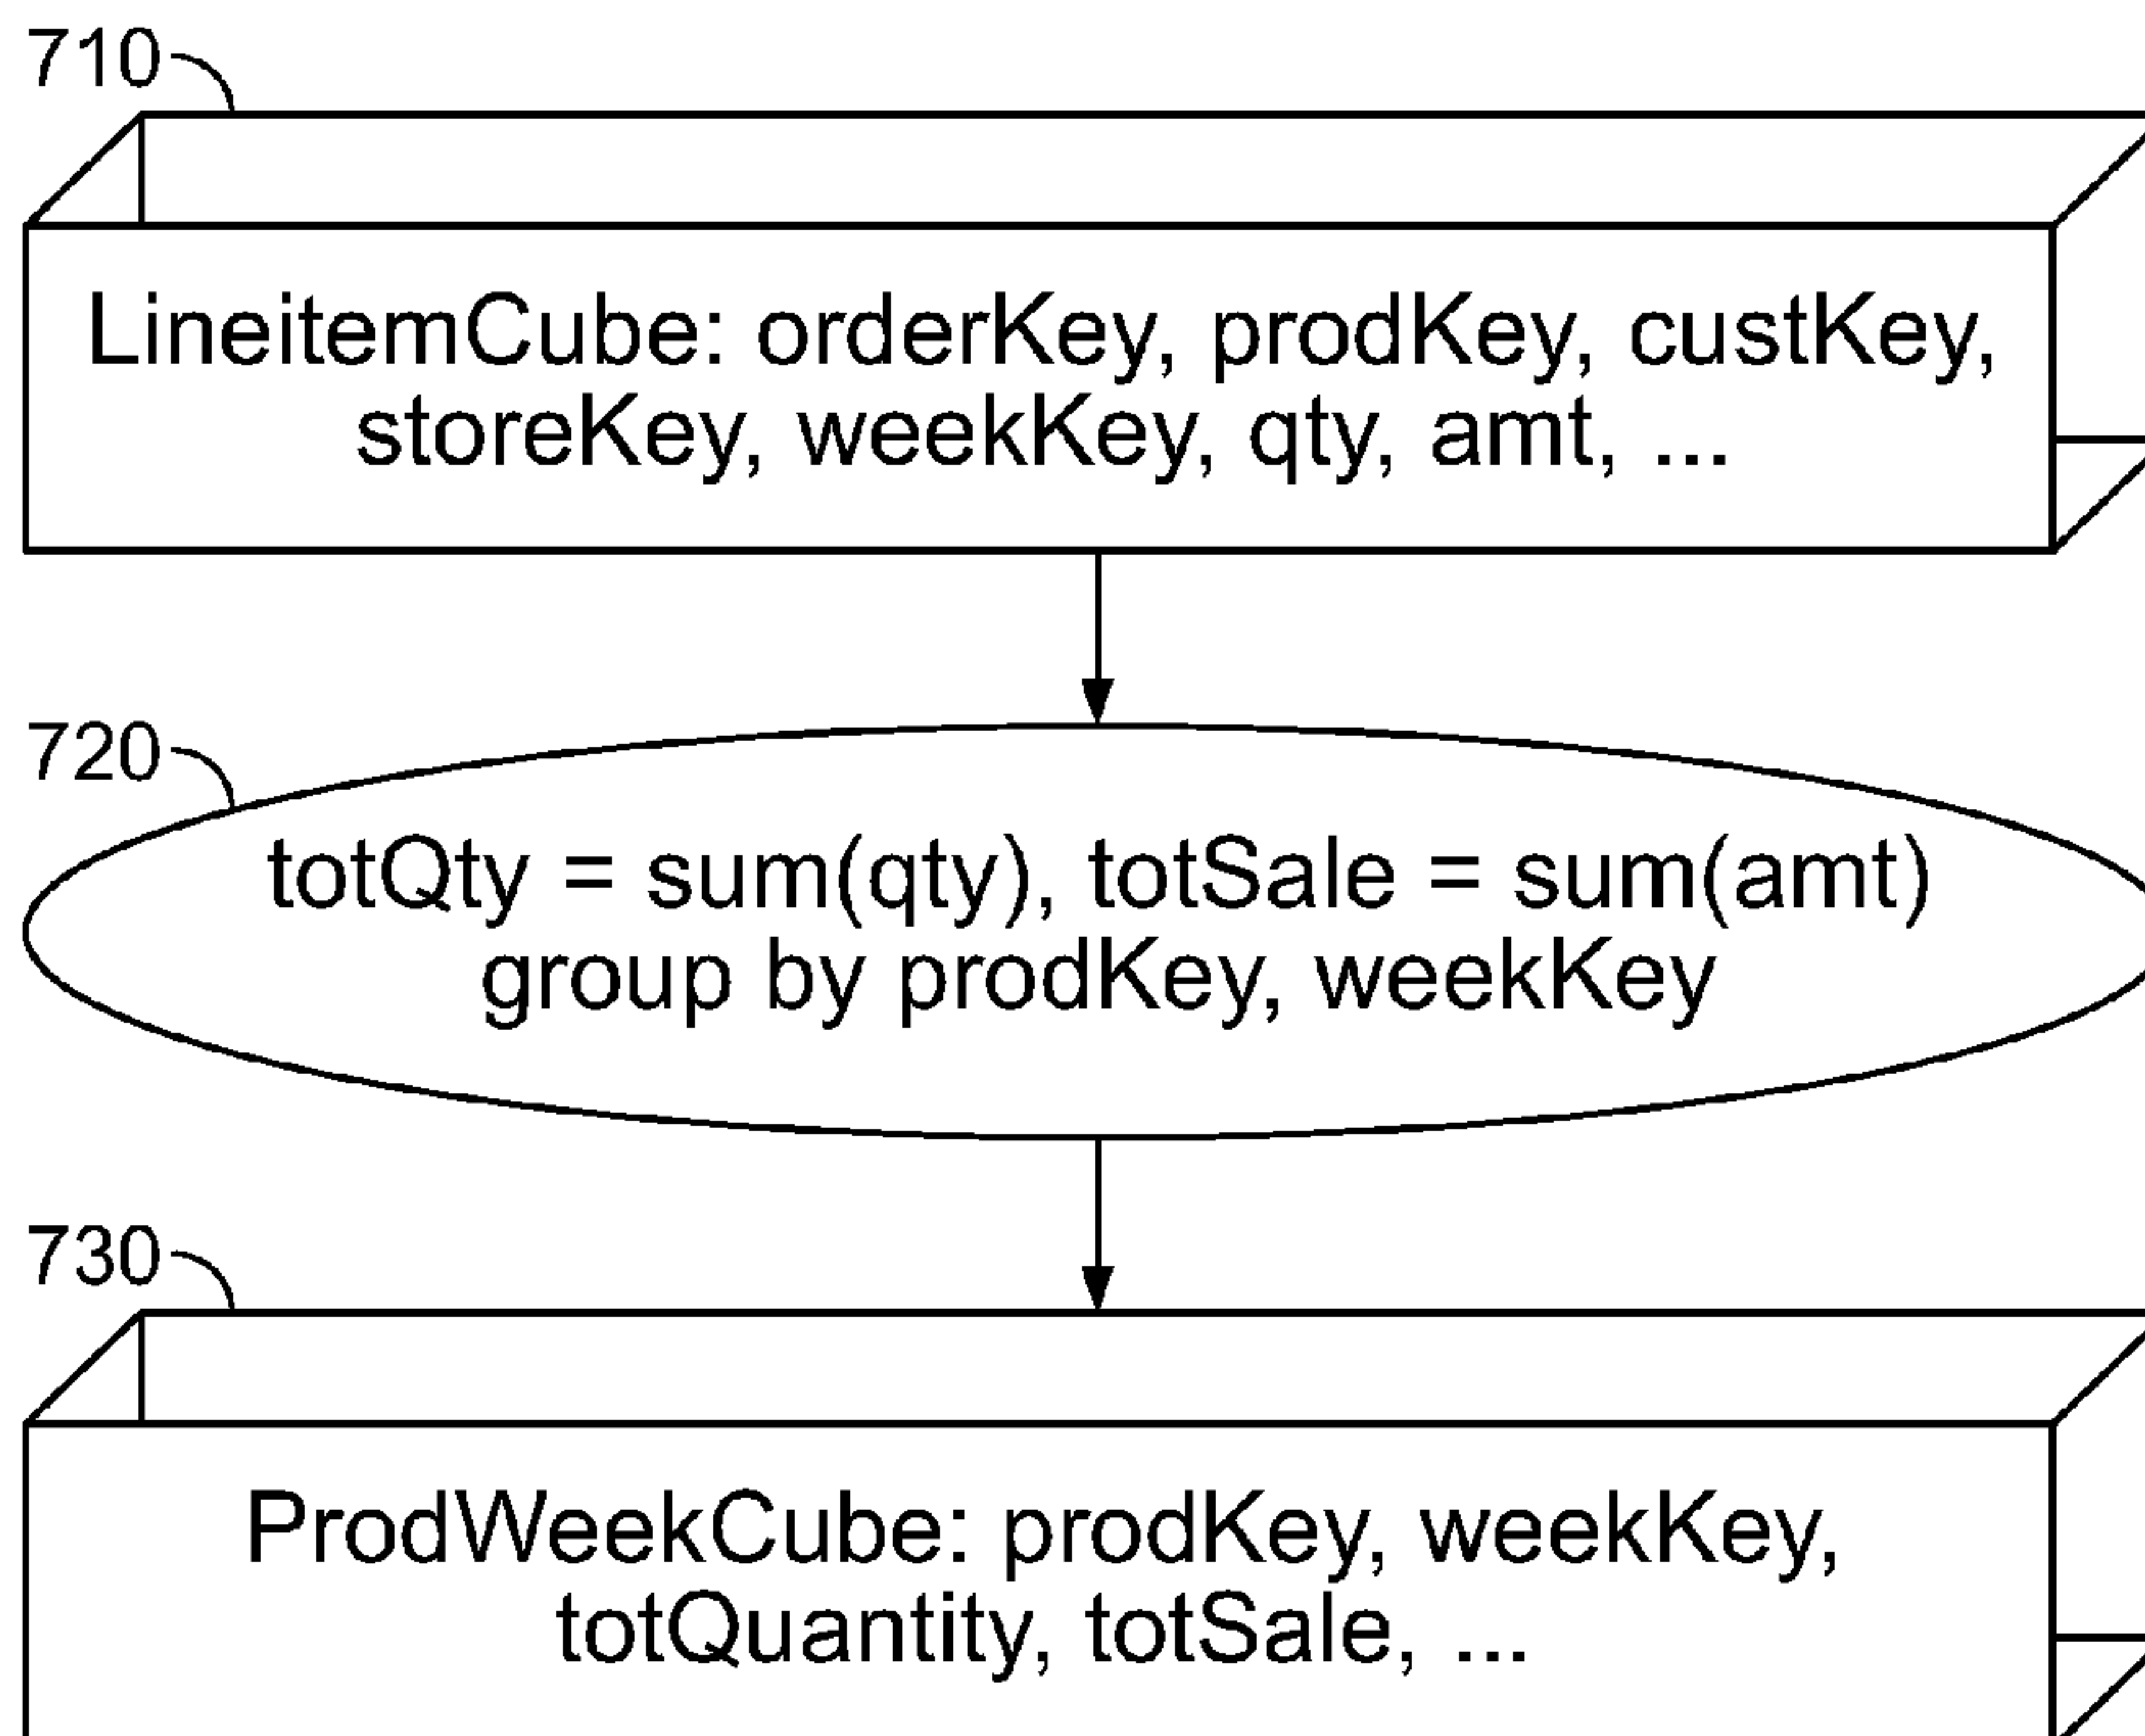 710
LineitemCube: orderKey, prodKey, custKey,
storeKey, weekKey, qty, amt, ...
720
totQty = sum(qty), totSale = sum(amt)
group by prodKey, weekKey
730
ProdWeekCube: prodKey, weekKey,
totQuantity, totSale, ...